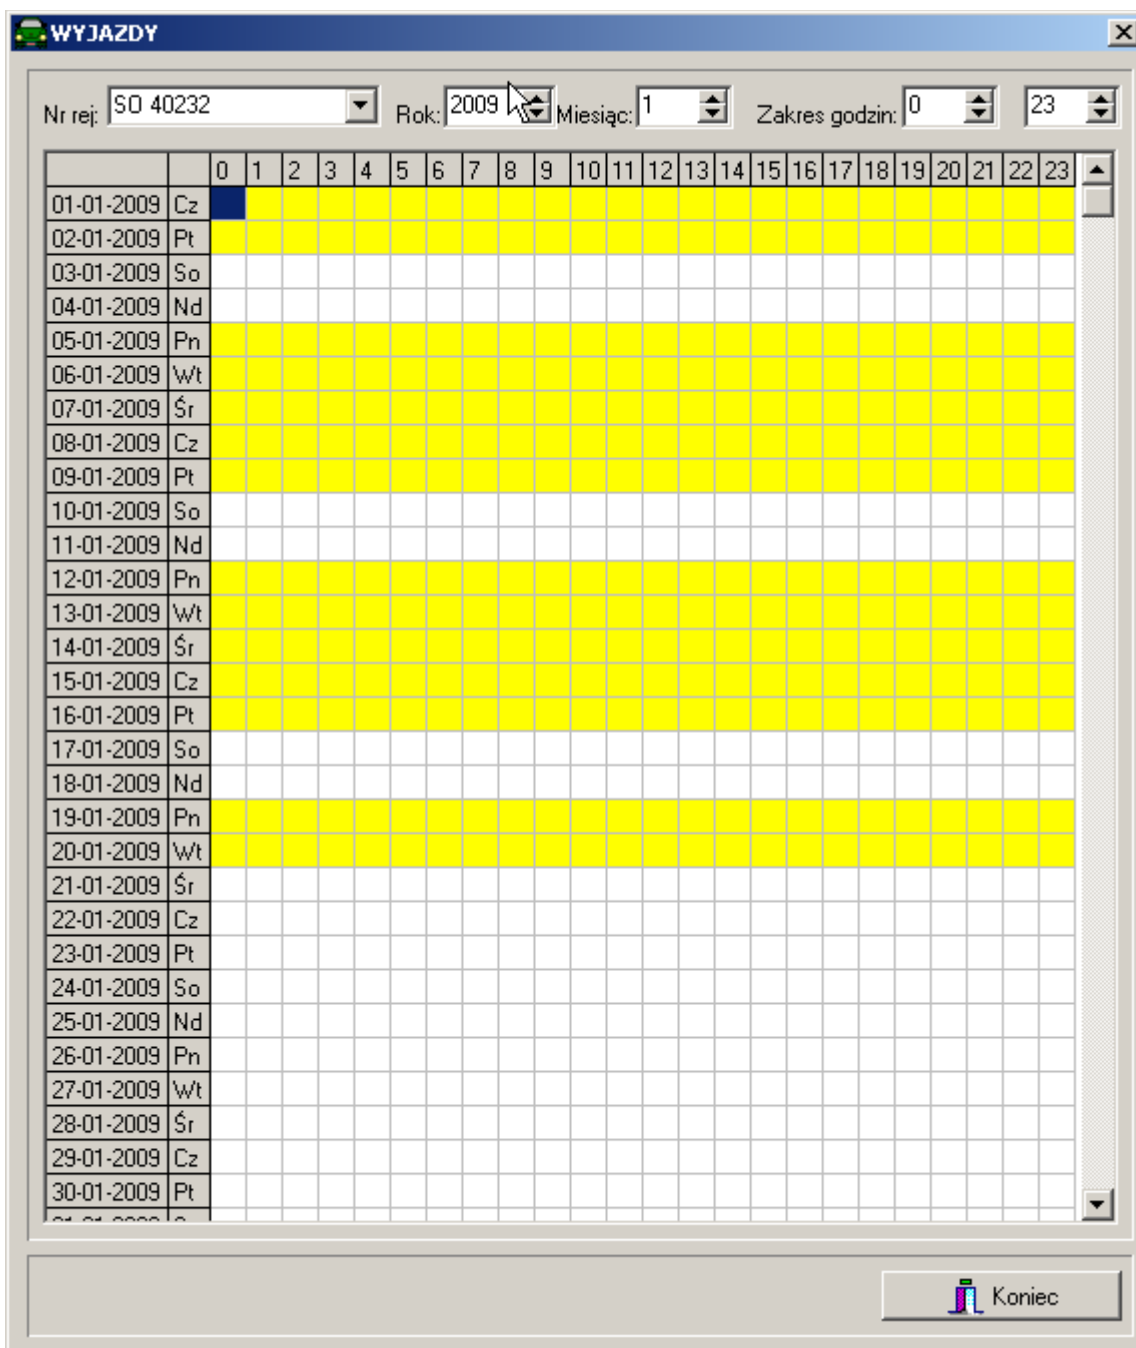 WYJAZDY
Nr rej: SO 40232 Rok: 2009 Miesiąc: 1 Zakres godzin: 0 23
0 1 2 3 4 5 6 7 8 9 10 11 12 13 14 15 16 17 18 19 20 21 22 23
01-01-2009 Cz
02-01-2009 Pt
03-01-2009 So
04-01-2009 Nd
05-01-2009 Pn
06-01-2009 Wt
07-01-2009 Śr
08-01-2009 Cz
09-01-2009 Pt
10-01-2009 So
11-01-2009 Nd
12-01-2009 Pn
13-01-2009 Wt
14-01-2009 Śr
15-01-2009 Cz
16-01-2009 Pt
17-01-2009 So
18-01-2009 Nd
19-01-2009 Pn
20-01-2009 Wt
21-01-2009 Śr
22-01-2009 Cz
23-01-2009 Pt
24-01-2009 So
25-01-2009 Nd
26-01-2009 Pn
27-01-2009 Wt
28-01-2009 Śr
29-01-2009 Cz
30-01-2009 Pt
Koniec